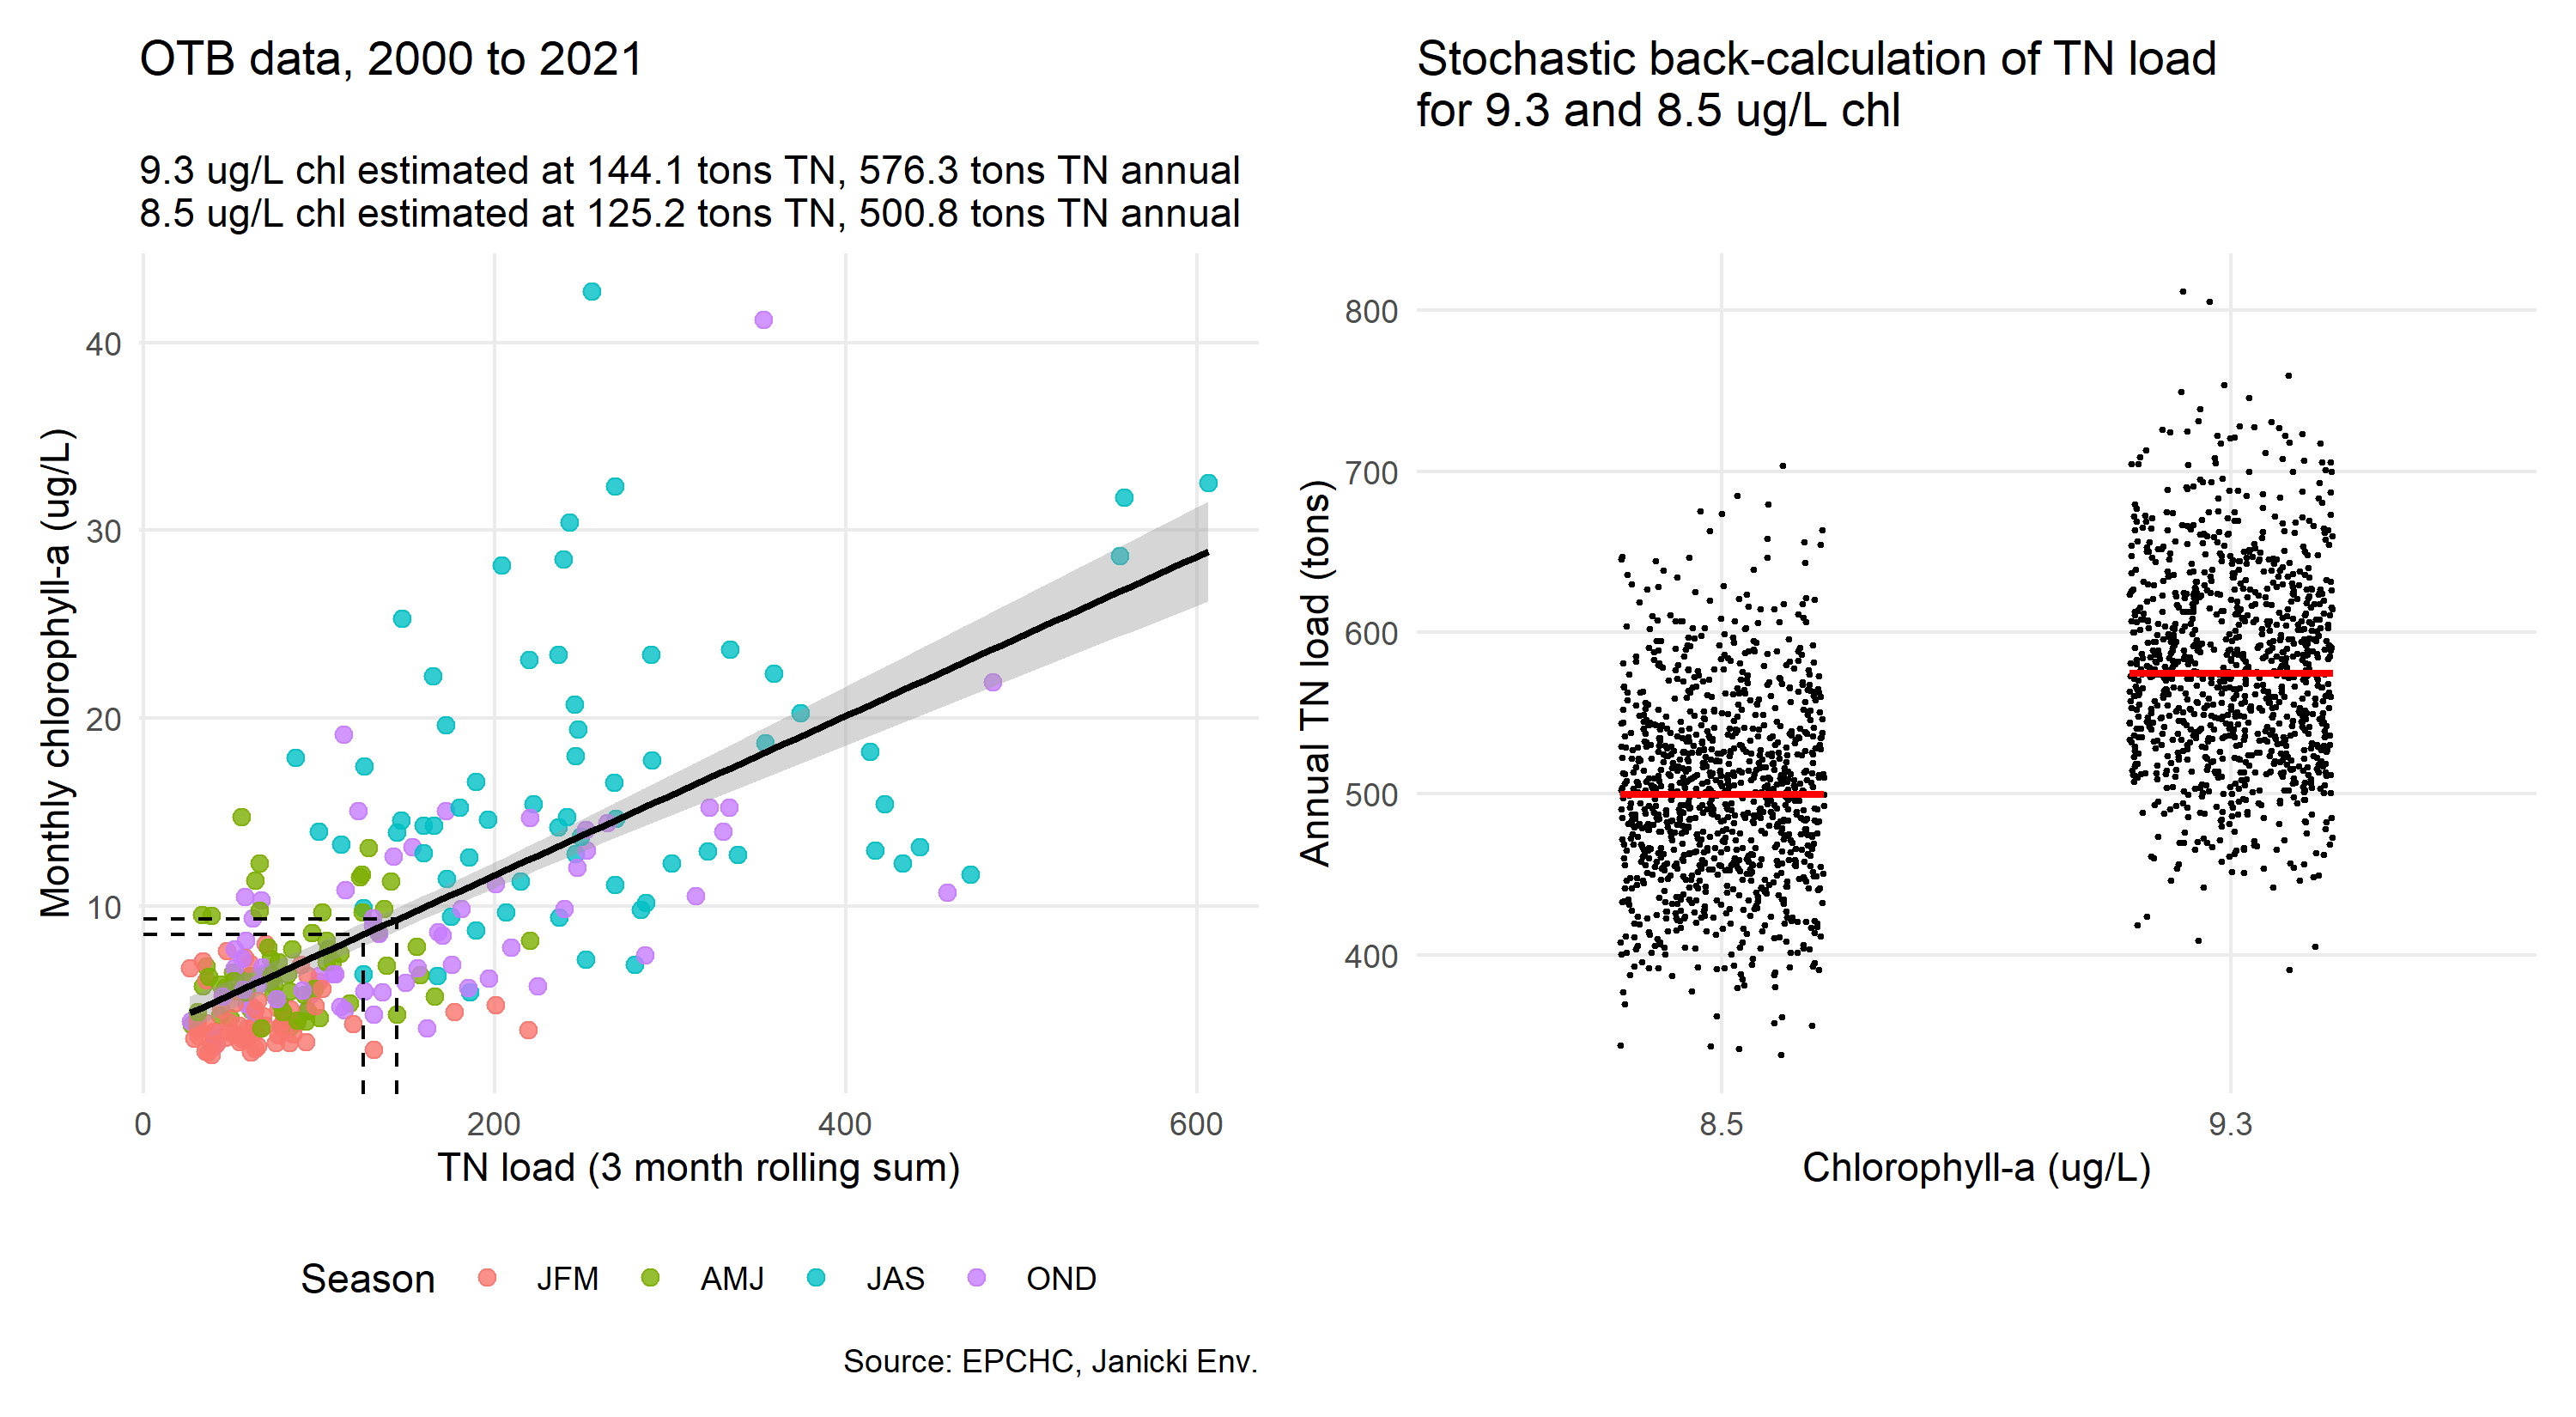 OTB data, 2000 to 2021
9.3 ug/L chl estimated at 144.1 tons TN, 576.3 tons TN annual
8.5 ug/L chl estimated at 125.2 tons TN, 500.8 tons TN annual
Monthly chlorophyll-a (ug/L)
40
30
20
10
0
200
400
600
TN load (3 month rolling sum)
Season
JFM
AMJ
JAS
OND
Source: EPCHC, Janicki Env.
Stochastic back-calculation of TN load
for 9.3 and 8.5 ug/L chl
Annual TN load (tons)
800
700
600
500
400
8.5
9.3
Chlorophyll-a (ug/L)